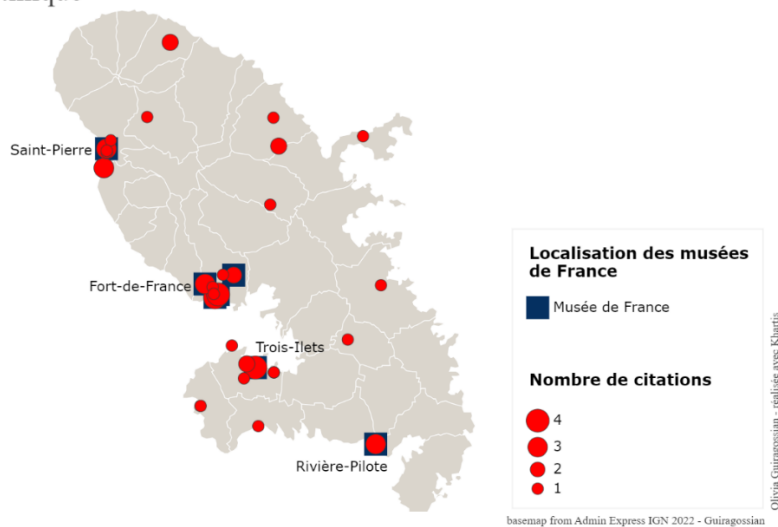 Saint-Pierre
Fort-de-France
Trois-Ilets
Rivière-Pilote
Localisation des musées
de France
Musée de France
Nombre de citations
4
3
2
1
Olivia Guiragossian - réalisée avec Khartis
basemap from Admin Express IGN 2022 - Guiragossian